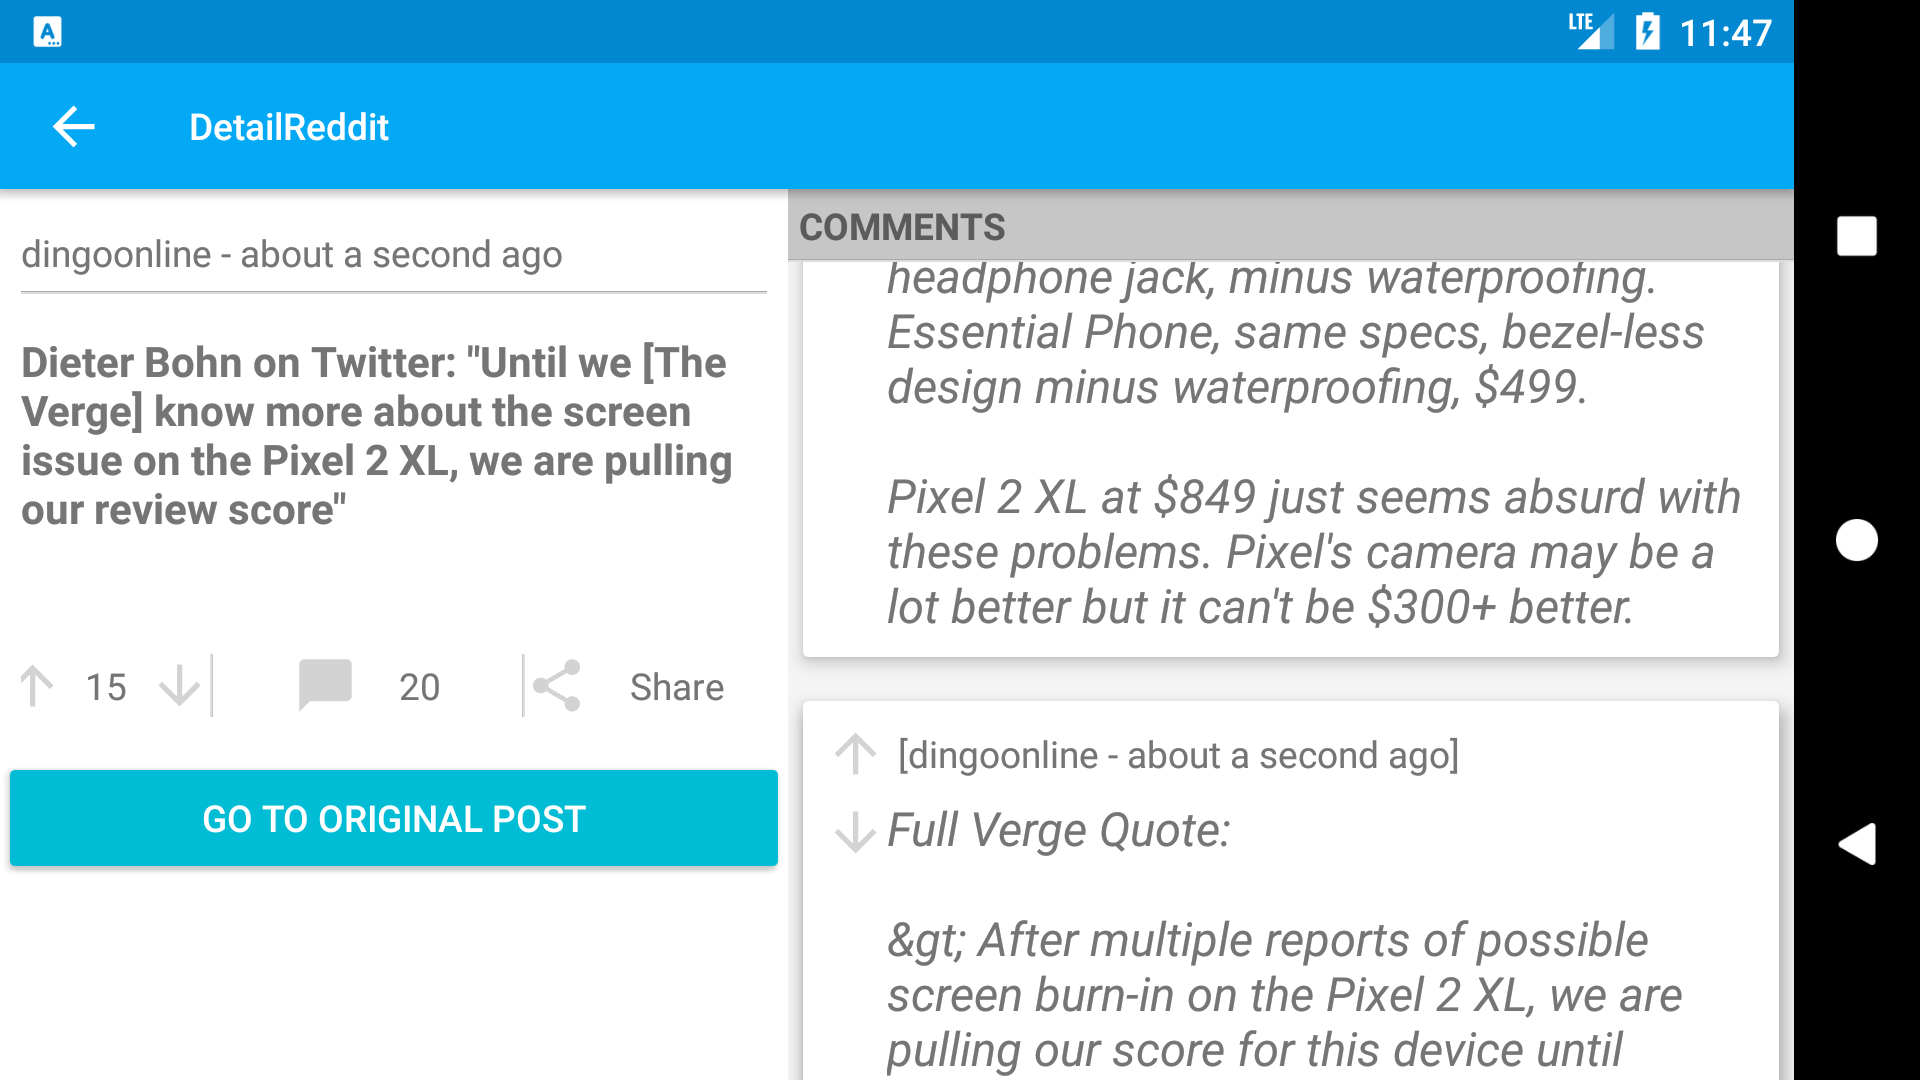 A
LTE
11:47
DetailReddit
dingoonline - about a second ago
Dieter Bohn on Twitter: "Until we [The
Verge] know more about the screen
issue on the Pixel 2 XL, we are pulling
our review score"
15
20
Share
GO TO ORIGINAL POST
COMMENTS
headphone jack, minus waterproofing.
Essential Phone, same specs, bezel-less
design minus waterproofing, $499.
Pixel 2 XL at $849 just seems absurd with
these problems. Pixel's camera may be a
lot better but it can't be $300+ better.
[dingoonline - about a second ago]
Full Verge Quote:
&gt; After multiple reports of possible
screen burn-in on the Pixel 2 XL, we are
pulling our score for this device until